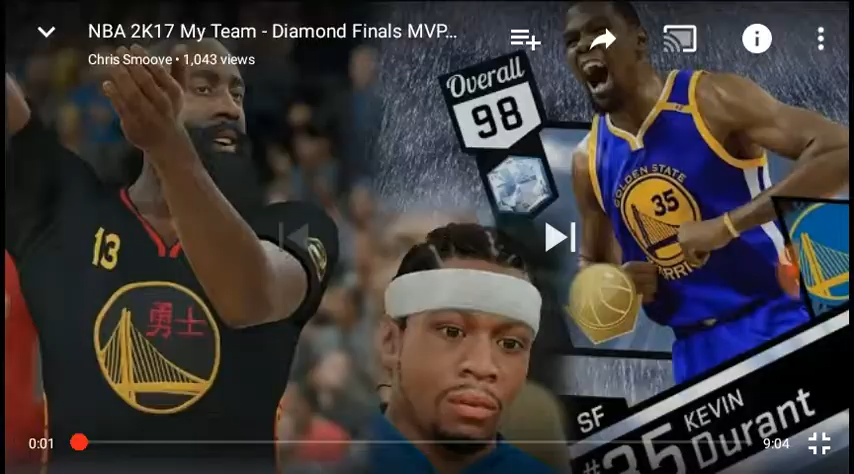 NBA 2K17 My Team - Diamond Finals MVP...
Chris Smoove • 1,043 views
Overall
98
GOLDEN STATE
35
WARRIORS
13
勇士
SF
KEVIN
#35 Durant
0:01
9:04